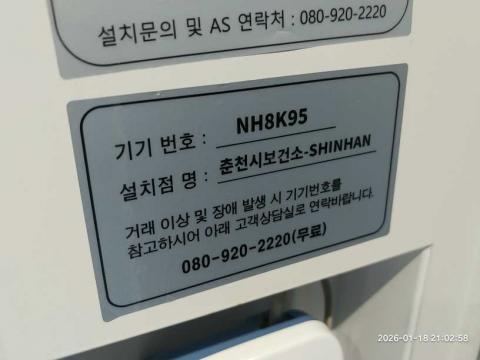 설치문의 및 AS 연락처 : 080-920-2220
기기 번호 : NH8K95
설치점 명 : 춘천시보건소-SHINHAN
거래 이상 및 장애 발생 시 기기번호를
참고하시어 아래 고객상담실로 연락바랍니다.
080-920-2220(무료)
2026-01-18 21:02:58